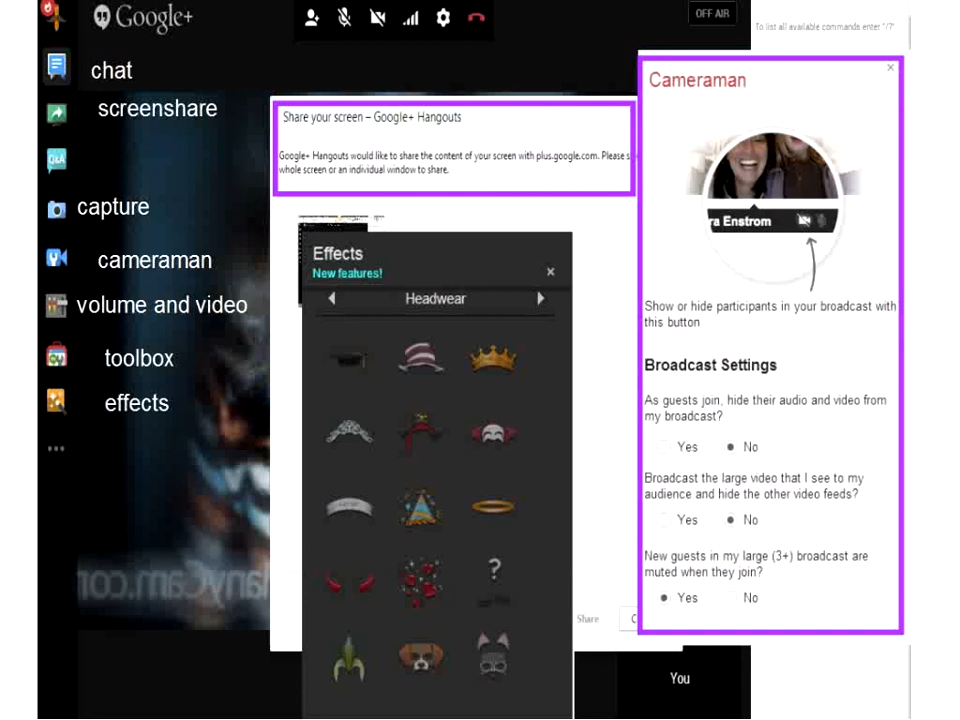 Google+
OFF AIR
To list all available commands enter "/?"
chat
screenshare
Q&A
capture
cameraman
volume and video
toolbox
effects
Share your screen – Google+ Hangouts
Google+ Hangouts would like to share the content of your screen with plus.google.com. Please s
whole screen or an individual window to share.
Effects
New features!
Headwear
?
Share
C
Cameraman
ra Enstrom
Show or hide participants in your broadcast with
this button
Broadcast Settings
As guests join, hide their audio and video from
my broadcast?
Yes No
Broadcast the large video that I see to my
audience and hide the other video feeds?
Yes No
New guests in my large (3+) broadcast are
muted when they join?
Yes No
anyCam.com
You